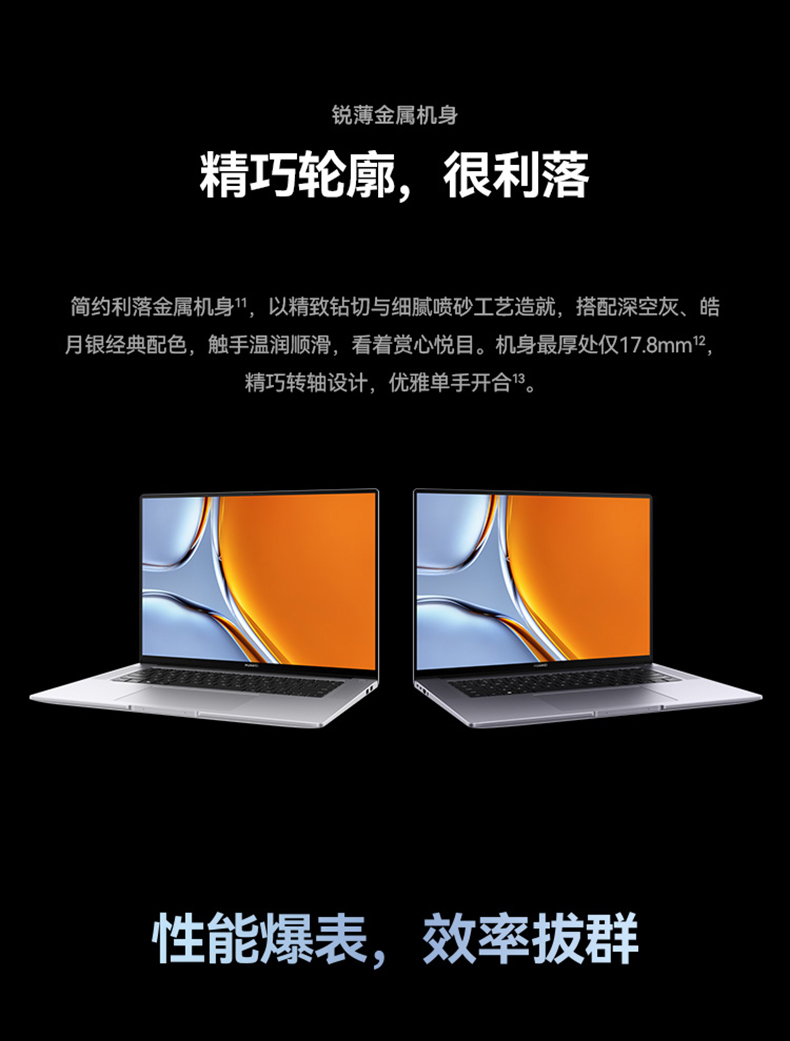 锐薄金属机身
精巧轮廓，很利落
简约利落金属机身¹¹，以精致钻切与细腻喷砂工艺造就，搭配深空灰、皓
月银经典配色，触手温润顺滑，看着赏心悦目。机身最厚处仅17.8mm¹²，
精巧转轴设计，优雅单手开合¹³。
HUAWEI
HUAWEI
性能爆表，效率拔群